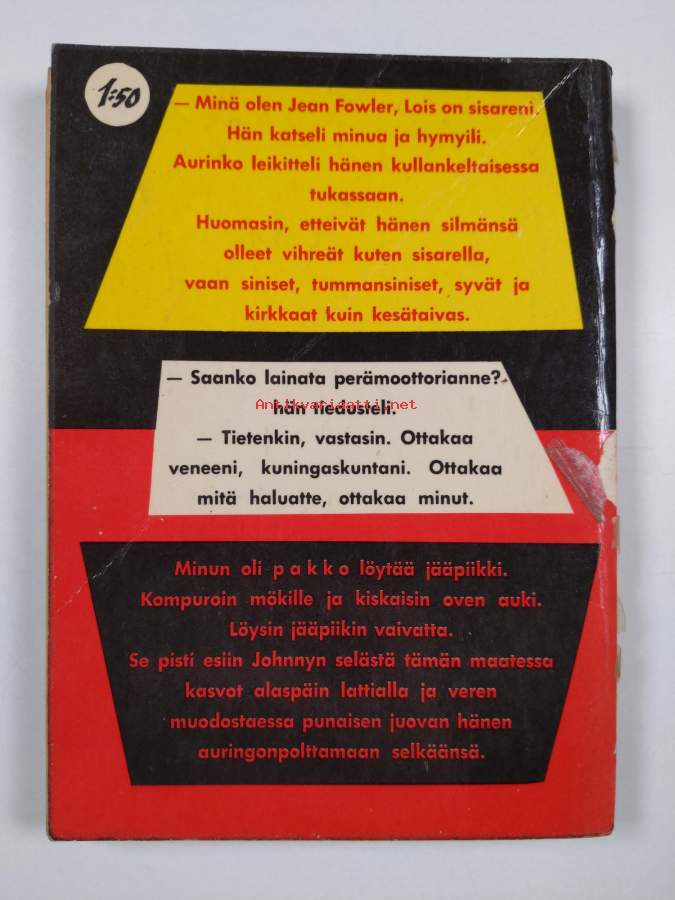 1:50
— Minä olen Jean Fowler, Lois on sisareni.
Hän katseli minua ja hymyili.
Aurinko leikitteli hänen kullankeltaisessa
tukassaan.
Huomasin, etteivät hänen silmänsä
olleet vihreät kuten sisarella,
vaan siniset, tummansiniset, syvät ja
kirkkaat kuin kesätaivas.
— Saanko lainata perämoottorianne?
Antikvariaatti.net
hän tiedusteli.
— Tietenkin, vastasin. Ottakaa
veneeni, kuningaskuntani. Ottakaa
mitä haluatte, ottakaa minut.
Minun oli pakko löytää jääpiikki.
Kompuroin mökille ja kiskaisin oven auki.
Löysin jääpiikin vaivatta.
Se pisti esiin Johnnyn selästä tämän maatessa
kasvot alaspäin lattialla ja veren
muodostaessa punaisen juovan hänen
auringonpolttamaan selkäänsä.